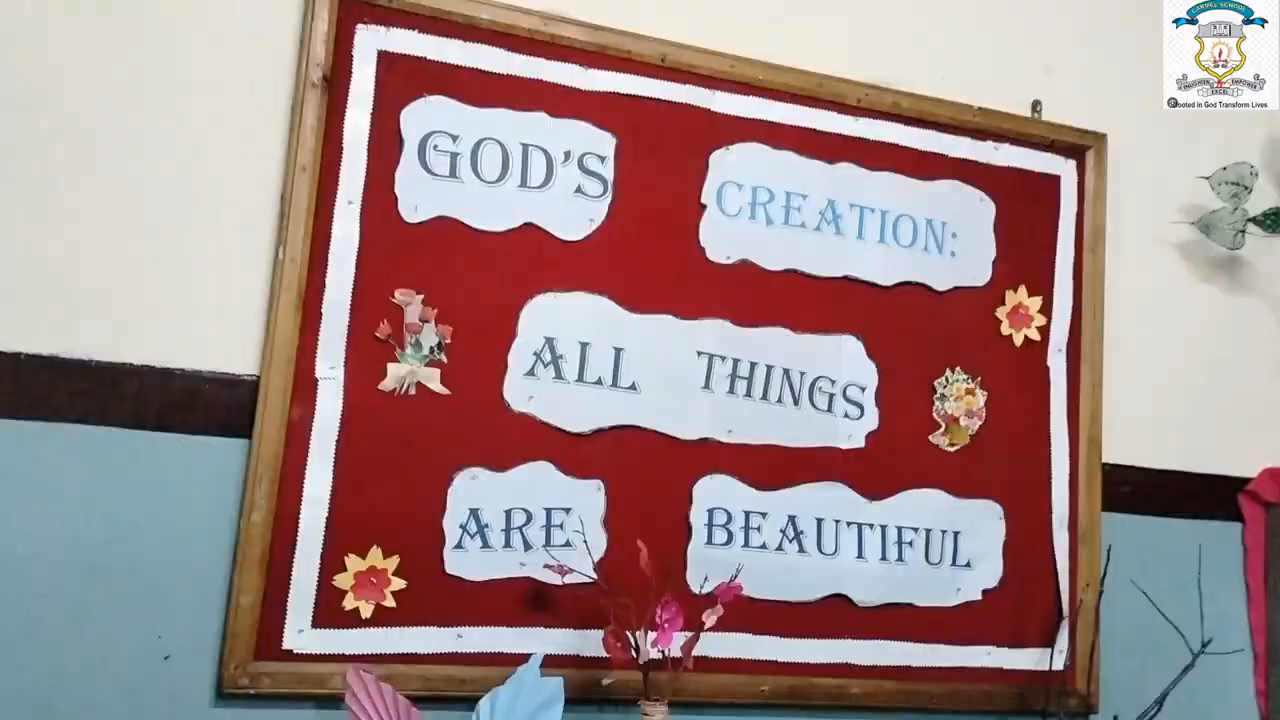 GOD'S CREATION:
ALL THINGS
ARE BEAUTIFUL
CARMEL SCHOOL
ENLIGHTEN EMPOWER
EXCEL
Rooted in God Transform Lives